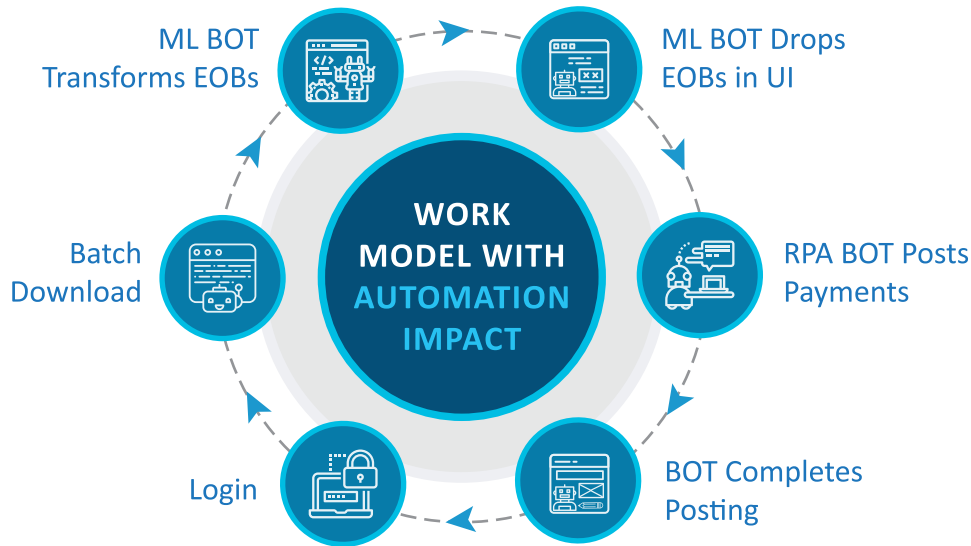 ML BOT
Transforms EOBs
ML BOT Drops
EOBs in UI
Batch
Download
WORK
MODEL WITH
AUTOMATION
IMPACT
RPA BOT Posts
Payments
Login
BOT Completes
Posting